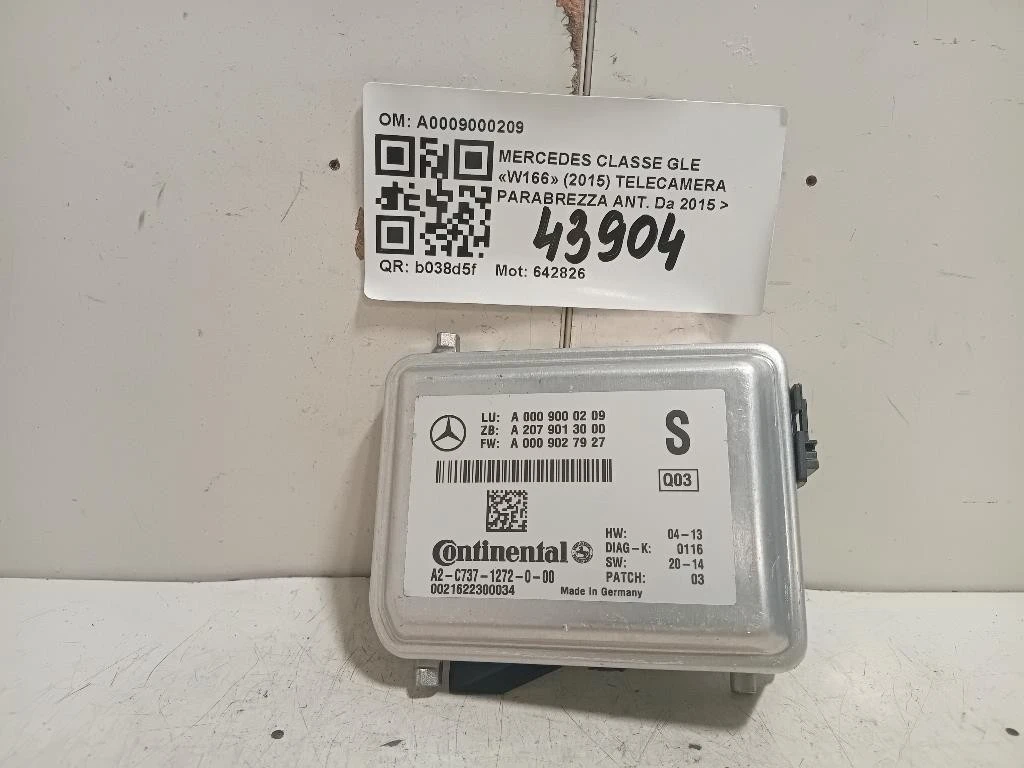 OM: A0009000209
MERCEDES CLASSE GLE
«W166» (2015) TELECAMERA
PARABREZZA ANT. Da 2015 >
43904
QR: b038d5f Mot: 642826
LU: A 000 900 0 2 09
ZB: A 207 901 30 00
FW: A 000 902 79 27
S
Q03
Continental
A2-C737-1272-0-00
0021622300034
HW: 04-13
DIAG-K: 0116
SW: 20-14
PATCH: 03
Made in Germany